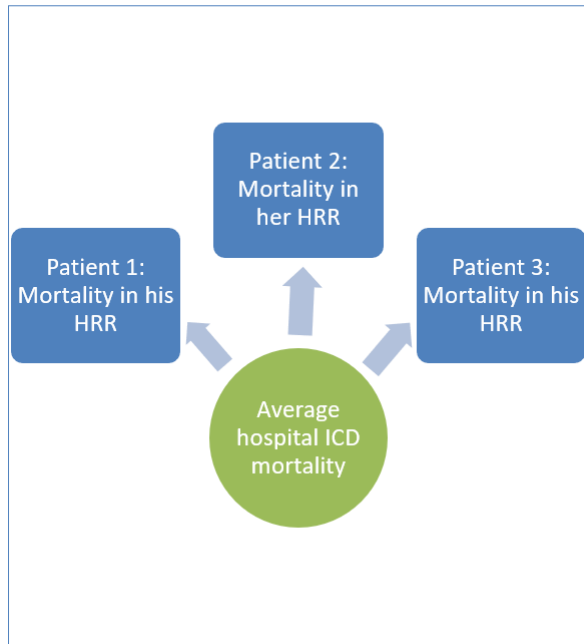 Patient 2:
Mortality in
her HRR
Patient 1:
Mortality in his
HRR
Patient 3:
Mortality in his
HRR
Average
hospital ICD
mortality